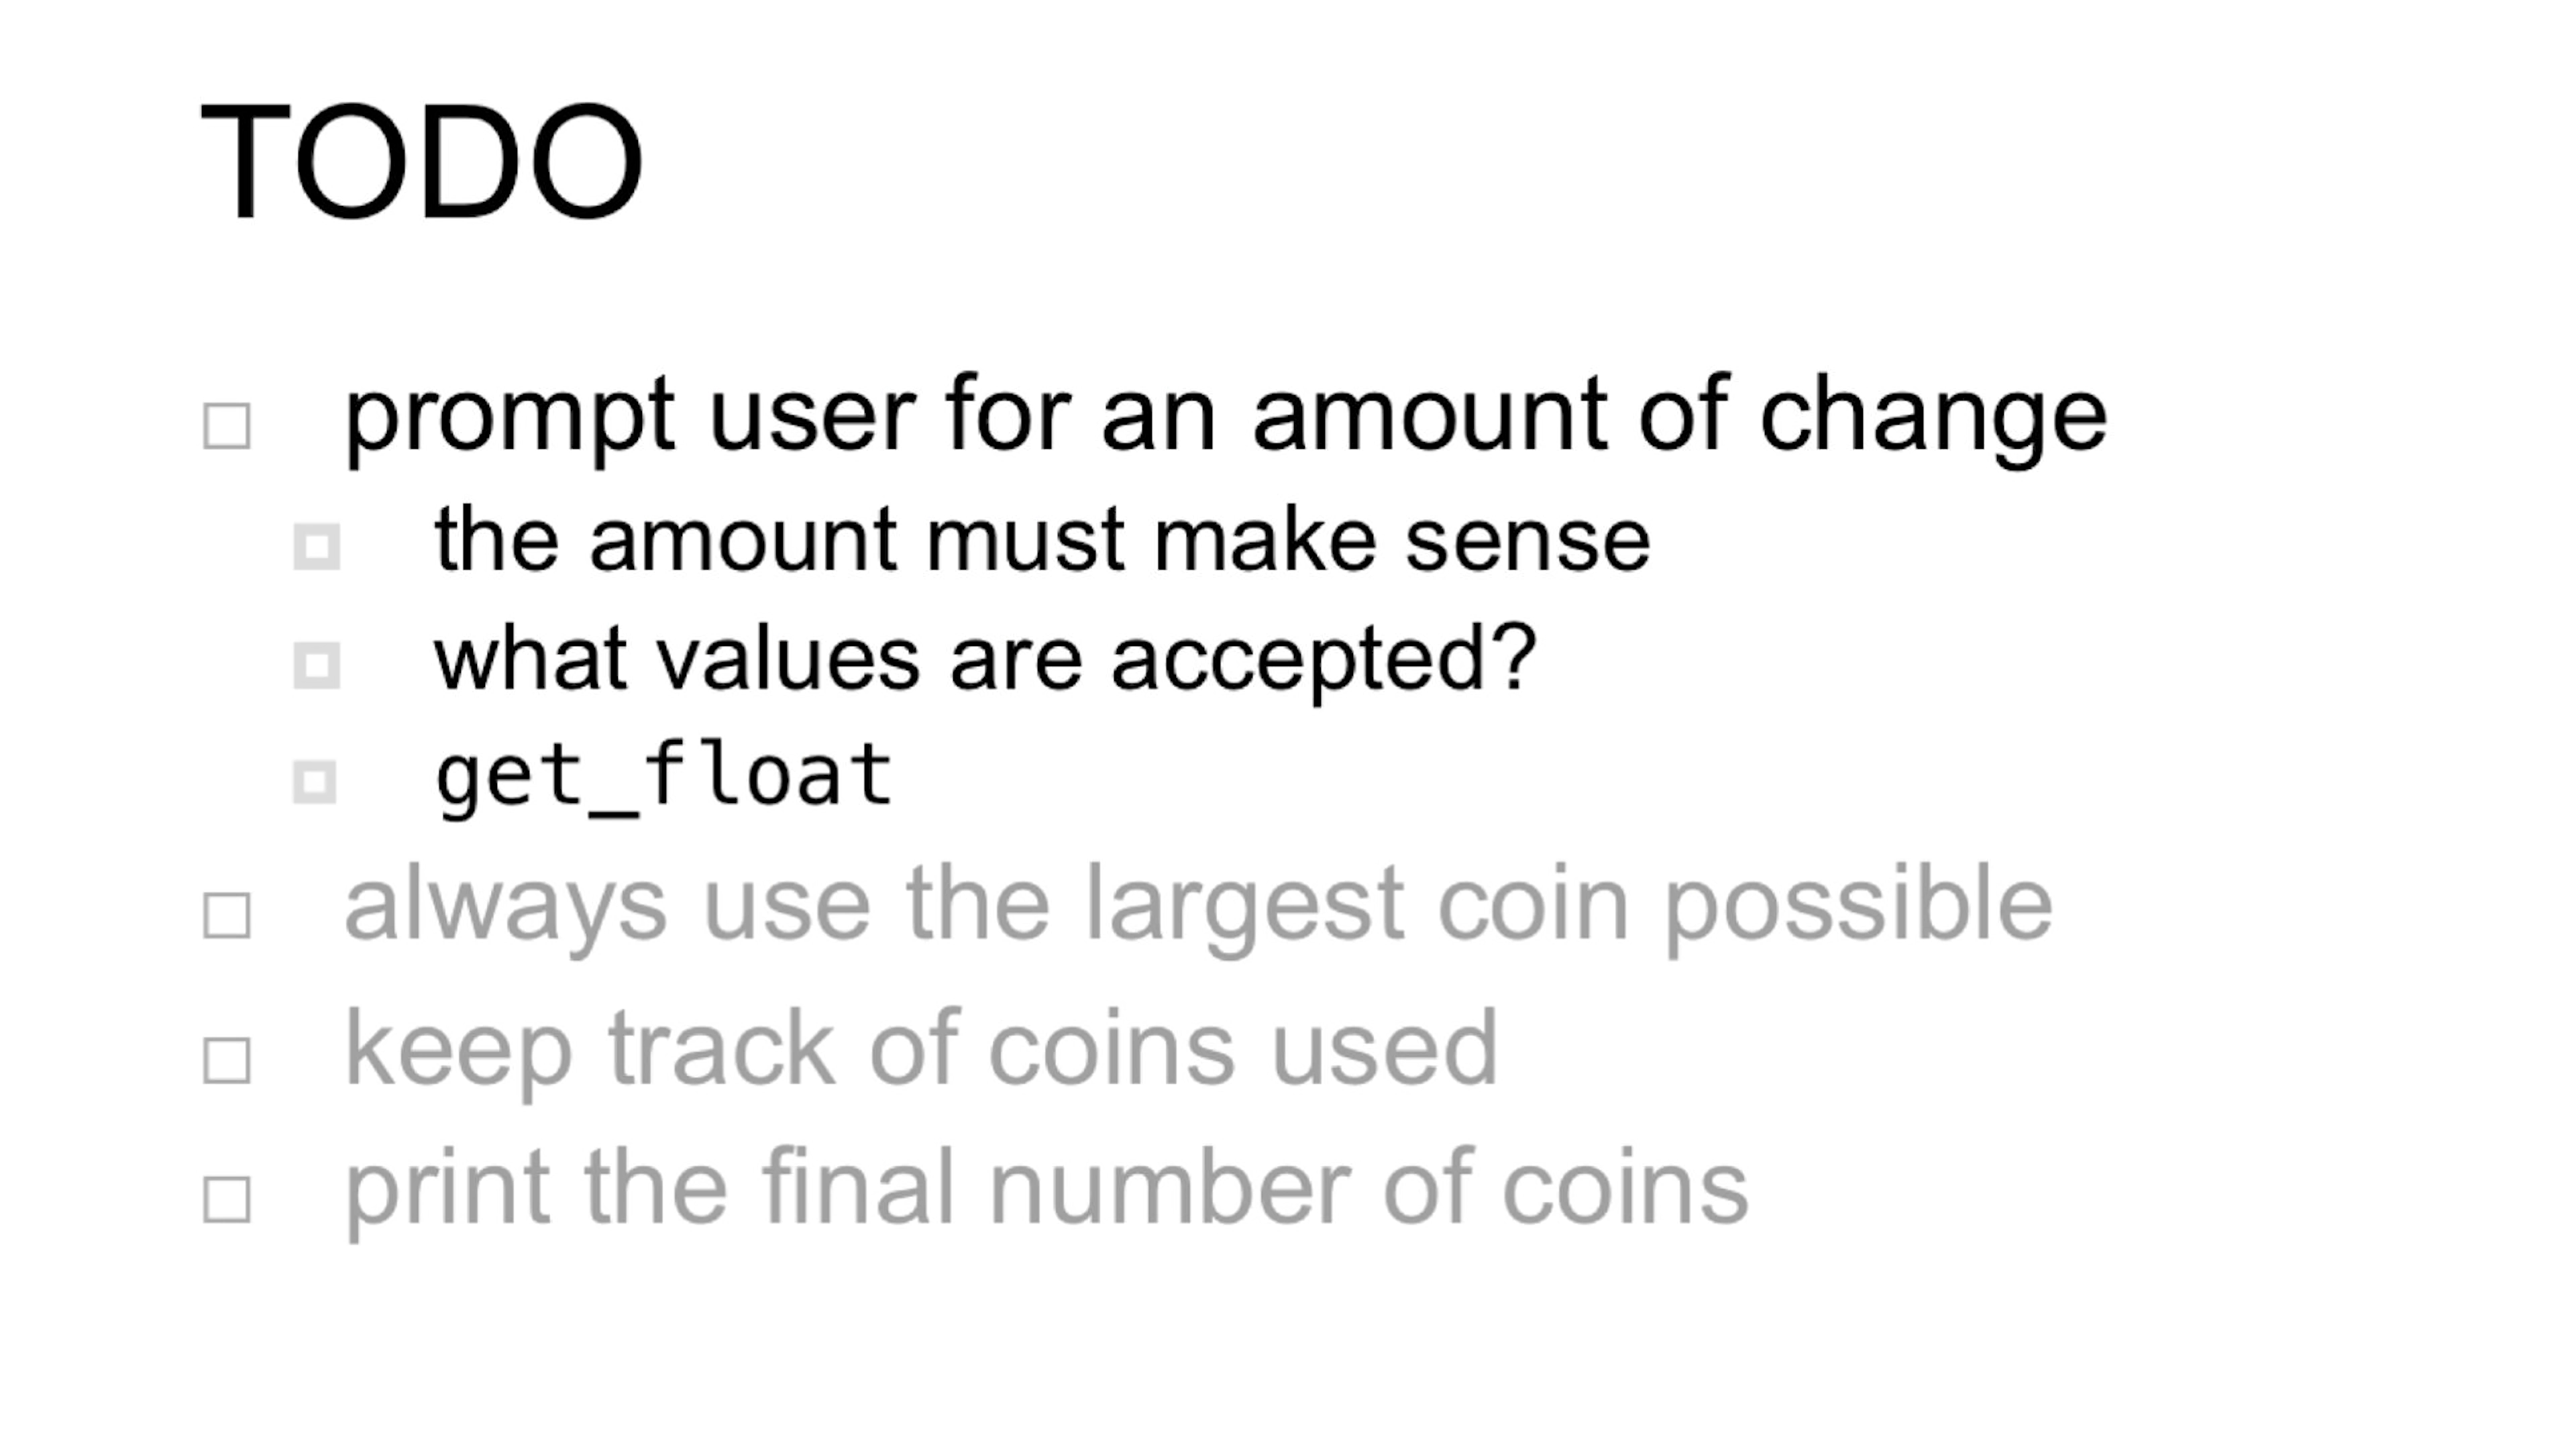 TODO
prompt user for an amount of change
the amount must make sense
what values are accepted?
get_float
always use the largest coin possible
keep track of coins used
print the final number of coins